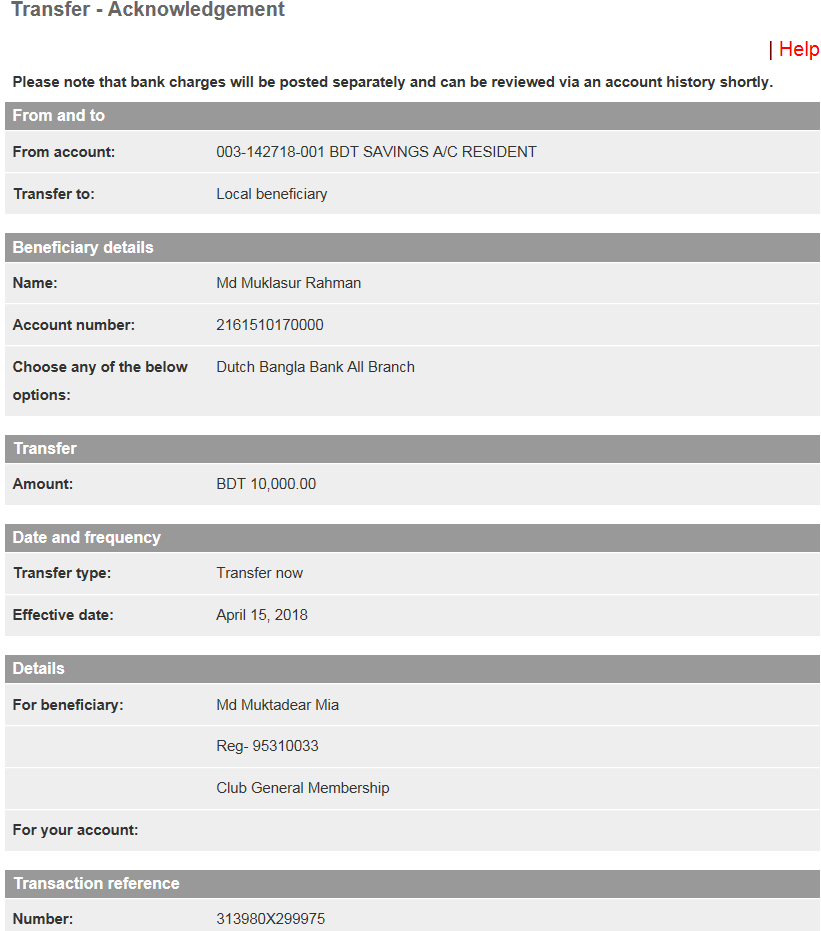 Transfer - Acknowledgement
| Help
Please note that bank charges will be posted separately and can be reviewed via an account history shortly.
From and to
From account: 003-142718-001 BDT SAVINGS A/C RESIDENT
Transfer to: Local beneficiary
Beneficiary details
Name: Md Muklasur Rahman
Account number: 2161510170000
Choose any of the below options: Dutch Bangla Bank All Branch
Transfer
Amount: BDT 10,000.00
Date and frequency
Transfer type: Transfer now
Effective date: April 15, 2018
Details
For beneficiary: Md Muktadear Mia
Reg- 95310033
Club General Membership
For your account:
Transaction reference
Number: 313980X299975